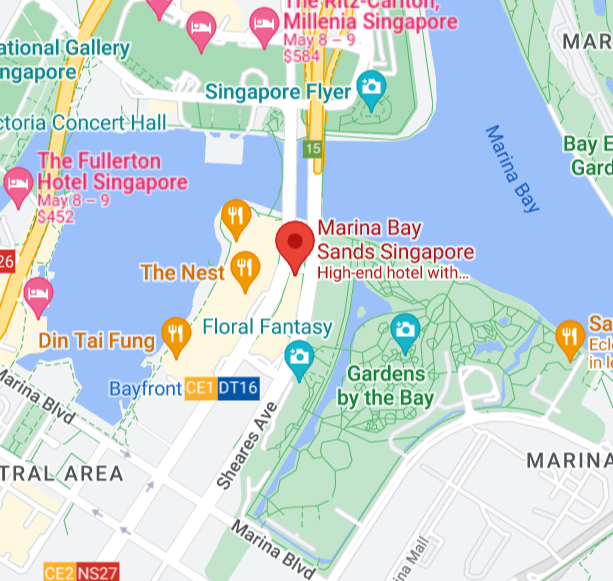 The Ritz-Carlton,
Millenia Singapore
May 8 – 9
$584
MAR
ational Gallery
ngapore
Singapore Flyer
ctoria Concert Hall
15
Marina Bay
Bay E
Gard
The Fullerton
Hotel Singapore
May 8 – 9
$452
26
Marina Bay
Sands Singapore
High-end hotel with...
The Nest
Din Tai Fung
Floral Fantasy
Sa
Ecle
in le
Gardens
by the Bay
Bayfront CE1 DT16
Marina Blvd
Sheares Ave
TRAL AREA
MARINA
Marina Blvd
ina Mall
CE2 NS27